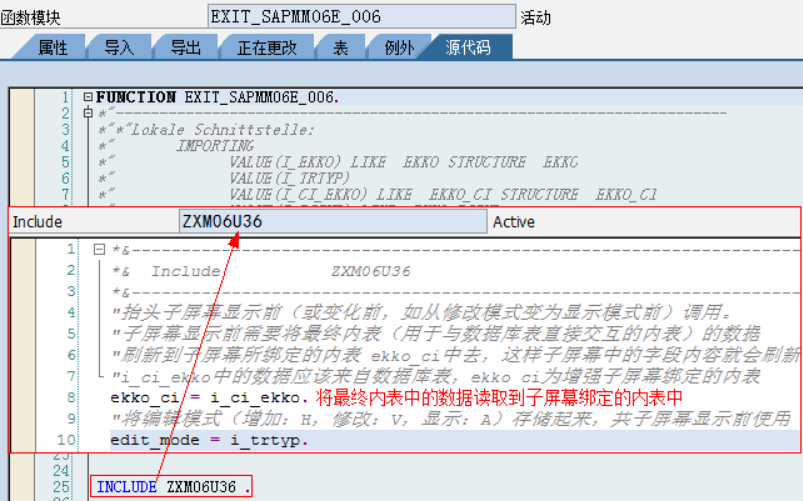 函数模块 EXIT_SAPMM06E_006 活动
属性 导入 导出 正在更改 表 例外 源代码
1 FUNCTION EXIT_SAPMM06E_006.
2 *"----------------------------------------------------------------------
3 *"*"Lokale Schnittstelle:
4 *" IMPORTING
5 *" VALUE(I_EKKO) LIKE EKKO STRUCTURE EKKO
6 *" VALUE(I_TRTYP)
7 *" VALUE(I_CI_EKKO) LIKE EKKO_CI STRUCTURE EKKO_CI
Include ZXM06U36 Active
1 *&---------------------------------------------------------------------
2 *& Include ZXM06U36
3 *&---------------------------------------------------------------------
4 "抬头子屏幕显示前（或变化前，如从修改模式变为显示模式前）调用。
5 "子屏幕显示前需要将最终内表（用于与数据库表直接交互的内表）的数据
6 "刷新到子屏幕所绑定的内表 ekko_ci中去，这样子屏幕中的字段内容就会刷新
7 "i_ci_ekko中的数据应该来自数据库表，ekko_ci为增强子屏幕绑定的内表
8 ekko_ci = i_ci_ekko. 将最终内表中的数据读取到子屏幕绑定的内表中
9 "将编辑模式（增加：H，修改：V，显示：A）存储起来，共子屏幕显示前使用
10 edit_mode = i_trtyp.
23
24
25 INCLUDE ZXM06U36 .